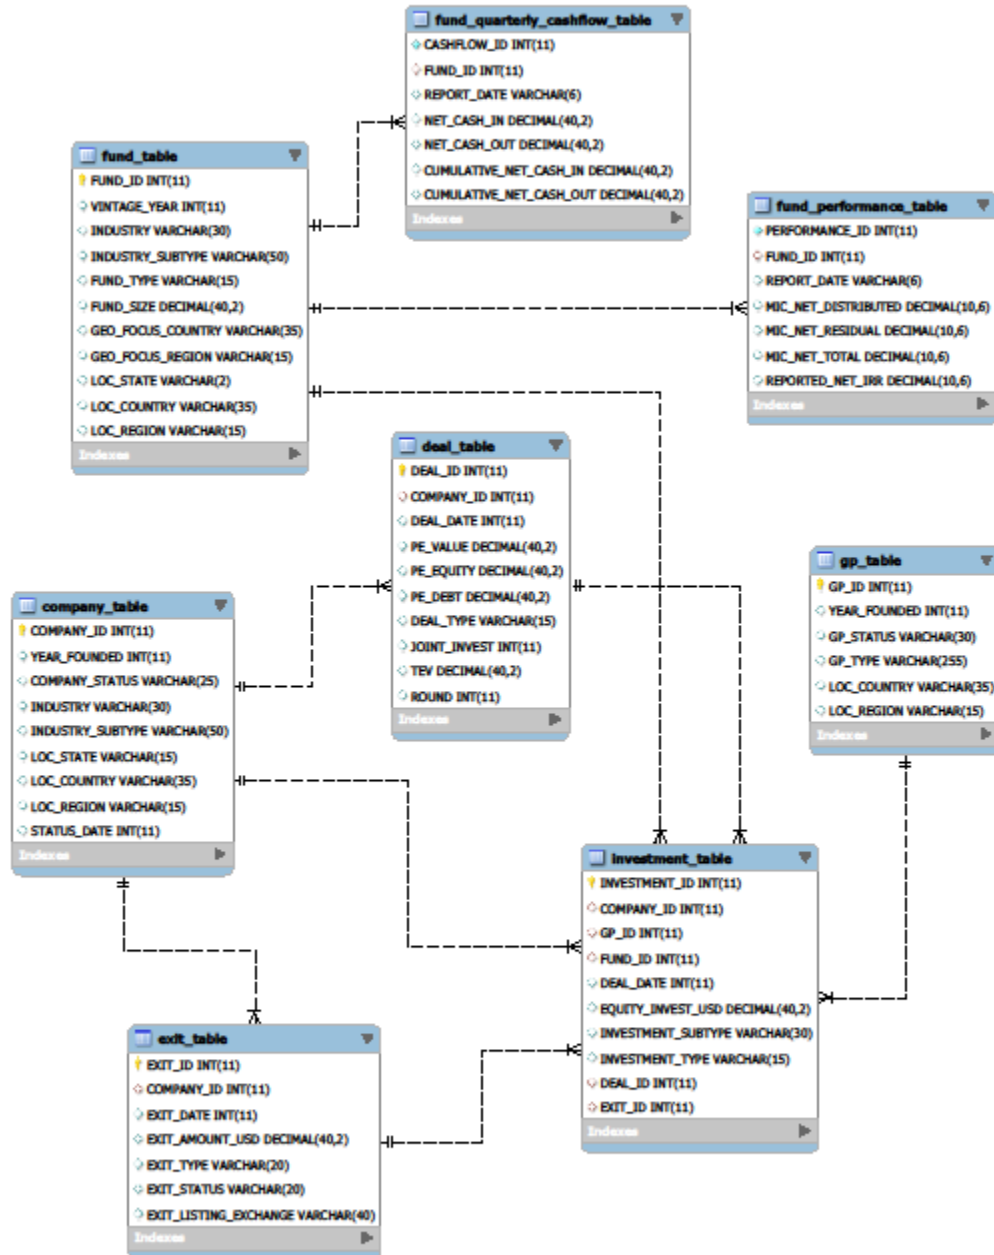 fund_quarterly_cashflow_table
CASHFLOW_ID INT(11)
FUND_ID INT(11)
REPORT_DATE VARCHAR(6)
NET_CASH_IN DECIMAL(40,2)
NET_CASH_OUT DECIMAL(40,2)
CUMULATIVE_NET_CASH_IN DECIMAL(40,2)
CUMULATIVE_NET_CASH_OUT DECIMAL(40,2)
Indexes
fund_table
FUND_ID INT(11)
VINTAGE_YEAR INT(11)
INDUSTRY VARCHAR(30)
INDUSTRY_SUBTYPE VARCHAR(50)
FUND_TYPE VARCHAR(15)
FUND_SIZE DECIMAL(40,2)
GEO_FOCUS_COUNTRY VARCHAR(35)
GEO_FOCUS_REGION VARCHAR(15)
LOC_STATE VARCHAR(2)
LOC_COUNTRY VARCHAR(35)
LOC_REGION VARCHAR(15)
Indexes
fund_performance_table
PERFORMANCE_ID INT(11)
FUND_ID INT(11)
REPORT_DATE VARCHAR(6)
MIC_NET_DISTRIBUTED DECIMAL(10,6)
MIC_NET_RESIDUAL DECIMAL(10,6)
MIC_NET_TOTAL DECIMAL(10,6)
REPORTED_NET_IRR DECIMAL(10,6)
Indexes
deal_table
DEAL_ID INT(11)
COMPANY_ID INT(11)
DEAL_DATE INT(11)
PE_VALUE DECIMAL(40,2)
PE_EQUITY DECIMAL(40,2)
PE_DEBT DECIMAL(40,2)
DEAL_TYPE VARCHAR(15)
JOINT_INVEST INT(11)
TEV DECIMAL(40,2)
ROUND INT(11)
Indexes
gp_table
GP_ID INT(11)
YEAR_FOUNDED INT(11)
GP_STATUS VARCHAR(30)
GP_TYPE VARCHAR(255)
LOC_COUNTRY VARCHAR(35)
LOC_REGION VARCHAR(15)
Indexes
company_table
COMPANY_ID INT(11)
YEAR_FOUNDED INT(11)
COMPANY_STATUS VARCHAR(25)
INDUSTRY VARCHAR(30)
INDUSTRY_SUBTYPE VARCHAR(50)
LOC_STATE VARCHAR(15)
LOC_COUNTRY VARCHAR(35)
LOC_REGION VARCHAR(15)
STATUS_DATE INT(11)
Indexes
investment_table
INVESTMENT_ID INT(11)
COMPANY_ID INT(11)
GP_ID INT(11)
FUND_ID INT(11)
DEAL_DATE INT(11)
EQUITY_INVEST_USD DECIMAL(40,2)
INVESTMENT_SUBTYPE VARCHAR(30)
INVESTMENT_TYPE VARCHAR(15)
DEAL_ID INT(11)
EXIT_ID INT(11)
Indexes
exit_table
EXIT_ID INT(11)
COMPANY_ID INT(11)
EXIT_DATE INT(11)
EXIT_AMOUNT_USD DECIMAL(40,2)
EXIT_TYPE VARCHAR(20)
EXIT_STATUS VARCHAR(20)
EXIT_LISTING_EXCHANGE VARCHAR(40)
Indexes